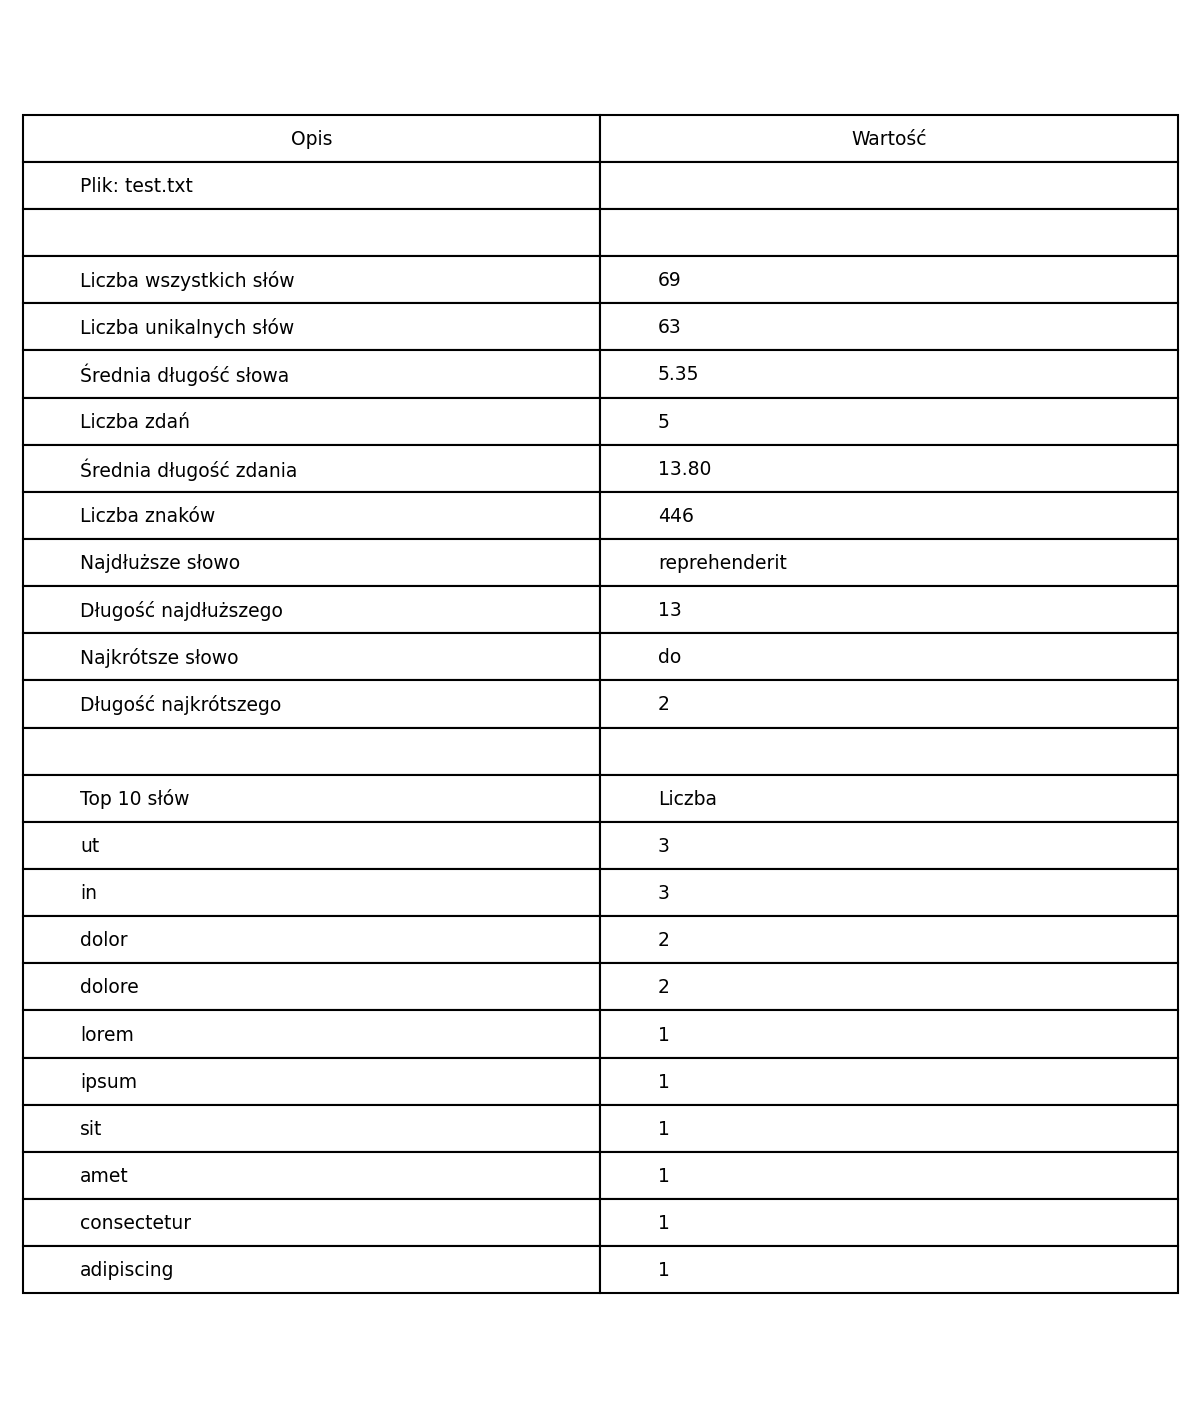 Opis Wartość
Plik: test.txt
Liczba wszystkich słów 69
Liczba unikalnych słów 63
Średnia długość słowa 5.35
Liczba zdań 5
Średnia długość zdania 13.80
Liczba znaków 446
Najdłuższe słowo reprehenderit
Długość najdłuższego 13
Najkrótsze słowo do
Długość najkrótszego 2
Top 10 słów Liczba
ut 3
in 3
dolor 2
dolore 2
lorem 1
ipsum 1
sit 1
amet 1
consectetur 1
adipiscing 1